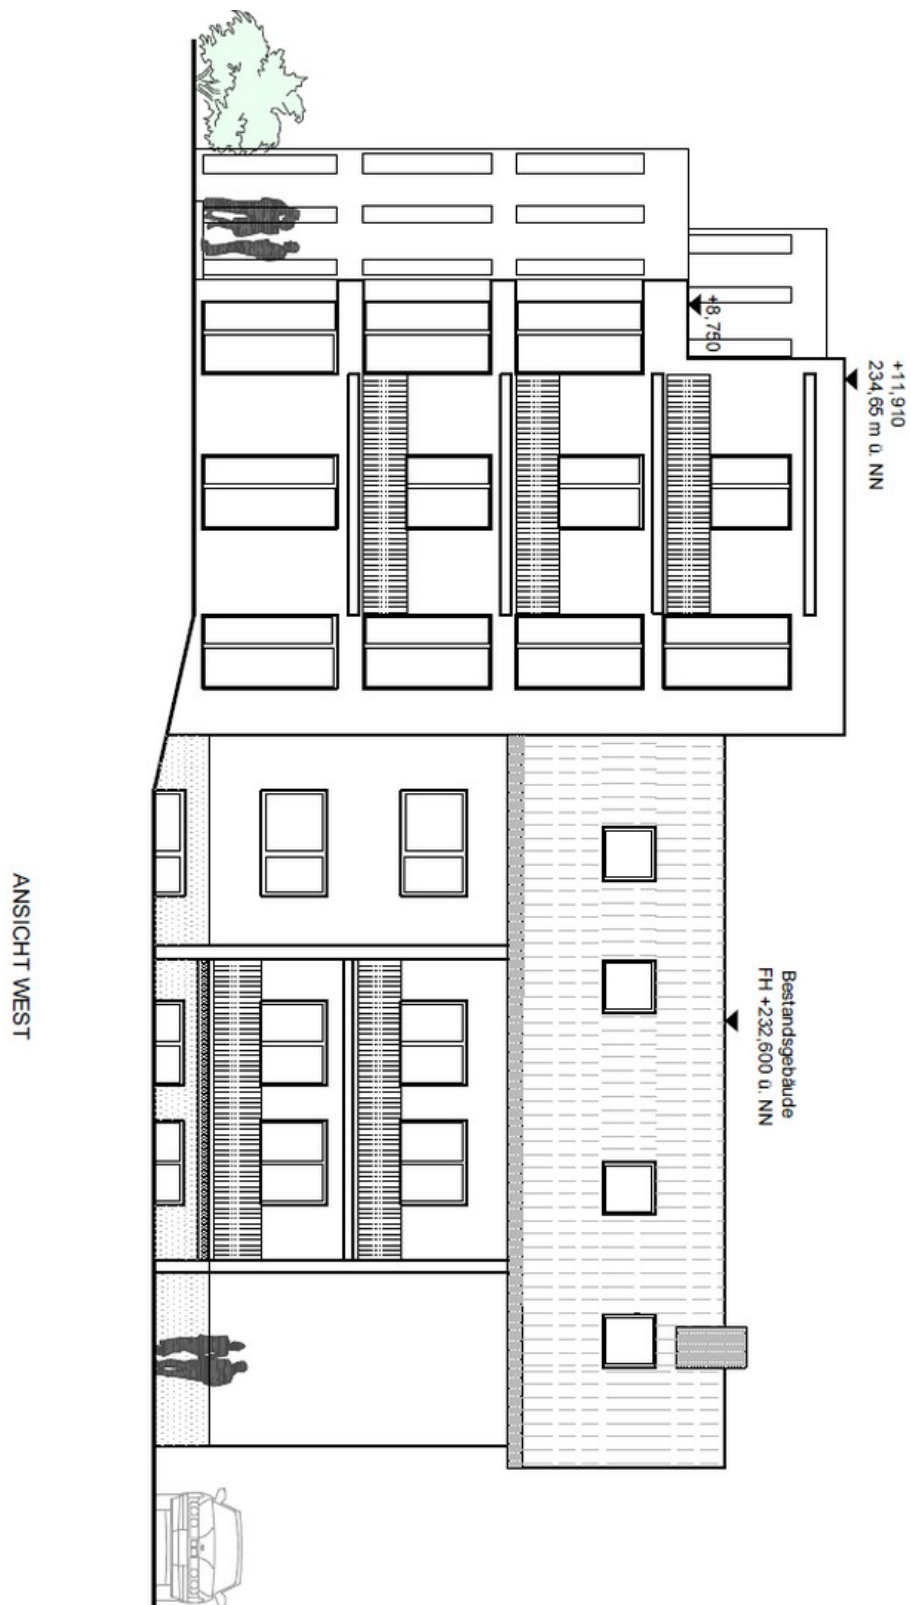 +8,750
+11,910
234,65 m ü. NN
Bestandsgebäude
FH +232,600 ü. NN
ANSICHT WEST